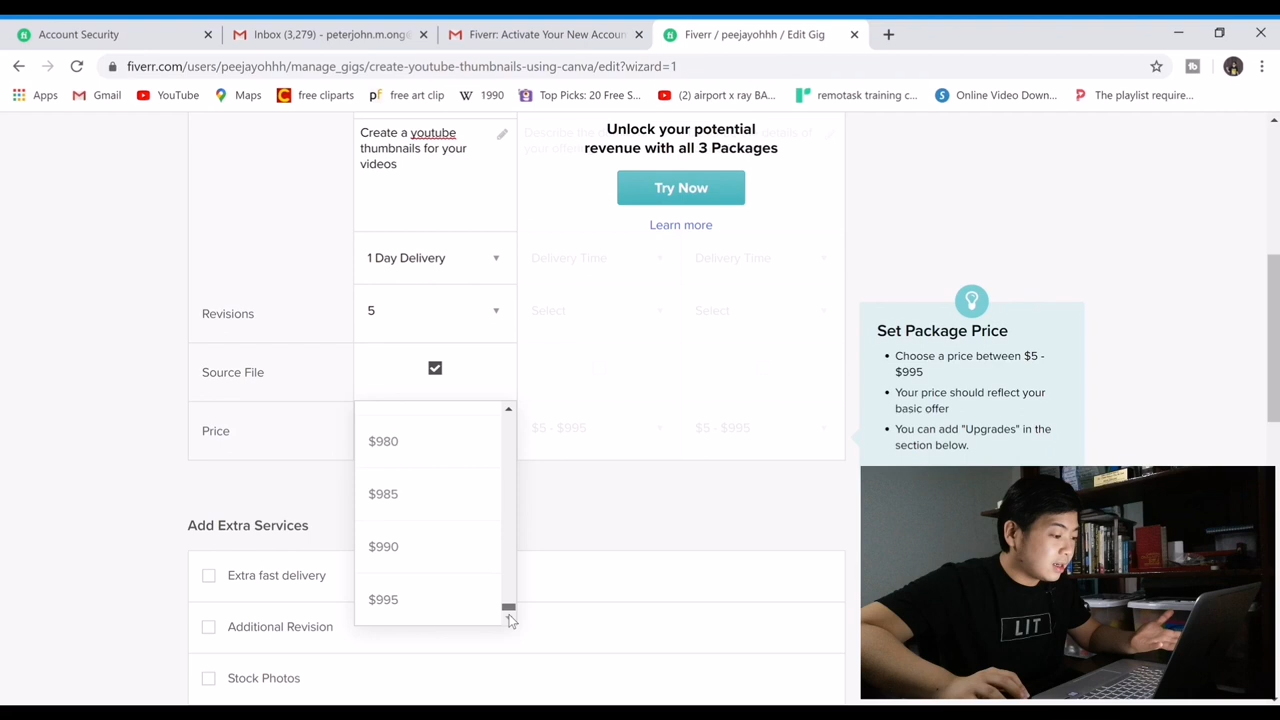 Account Security
Inbox (3,279) - peterjohn.m.ong
Fiverr: Activate Your New Accoun
Fiverr / peejayohhh / Edit Gig
fiverr.com/users/peejayohhh/manage_gigs/create-youtube-thumbnails-using-canva/edit?wizard=1
Apps
Gmail
YouTube
Maps
free cliparts
free art clip
1990
Top Picks: 20 Free S...
(2) airport x ray BA...
remotask training c...
Online Video Down...
The playlist require...
Create a youtube
thumbnails for your
videos
Unlock your potential
revenue with all 3 Packages
Try Now
Learn more
1 Day Delivery
Delivery Time
Delivery Time
Revisions
5
Select
Select
Source File
Price
$5 - $995
$5 - $995
$980
$985
$990
$995
Set Package Price
Choose a price between $5 -
$995
Your price should reflect your
basic offer
You can add "Upgrades" in the
section below.
Add Extra Services
Extra fast delivery
Additional Revision
Stock Photos
LIT